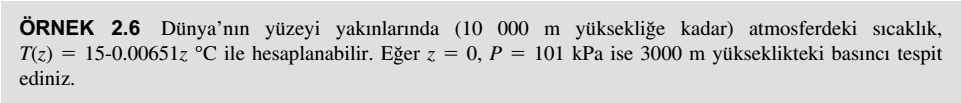 ÖRNEK 2.6 Dünya'nın yüzeyi yakınlarında (10 000 m yüksekliğe kadar) atmosferdeki sıcaklık,
T(z) = 15-0.00651z °C ile hesaplanabilir. Eğer z = 0, P = 101 kPa ise 3000 m yükseklikteki basıncı tespit
ediniz.